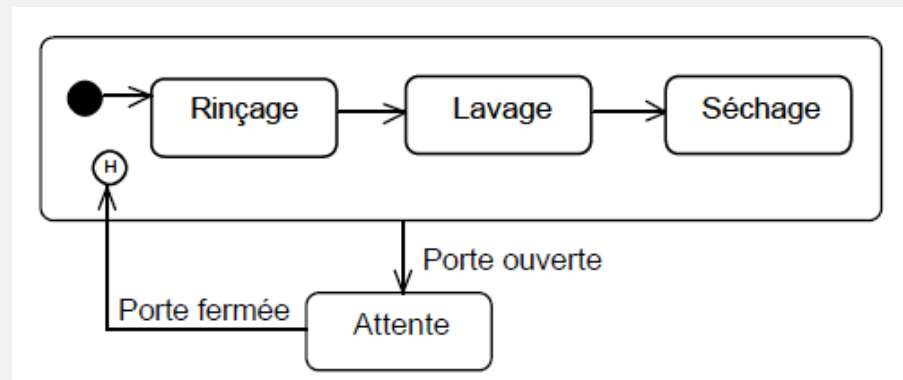 Rinçage
Lavage
Séchage
H
Porte ouverte
Porte fermée
Attente